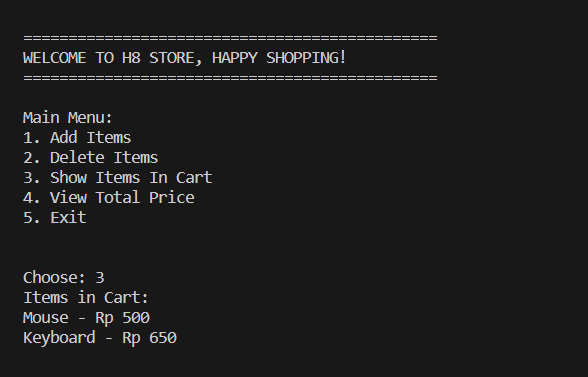 ==============================================
WELCOME TO H8 STORE, HAPPY SHOPPING!
==============================================
Main Menu:
1. Add Items
2. Delete Items
3. Show Items In Cart
4. View Total Price
5. Exit
Choose: 3
Items in Cart:
Mouse - Rp 500
Keyboard - Rp 650